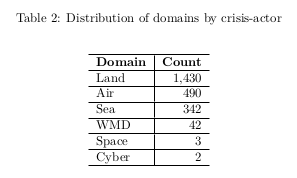 Table 2: Distribution of domains by crisis-actor
Domain Count
Land 1,430
Air 490
Sea 342
WMD 42
Space 3
Cyber 2